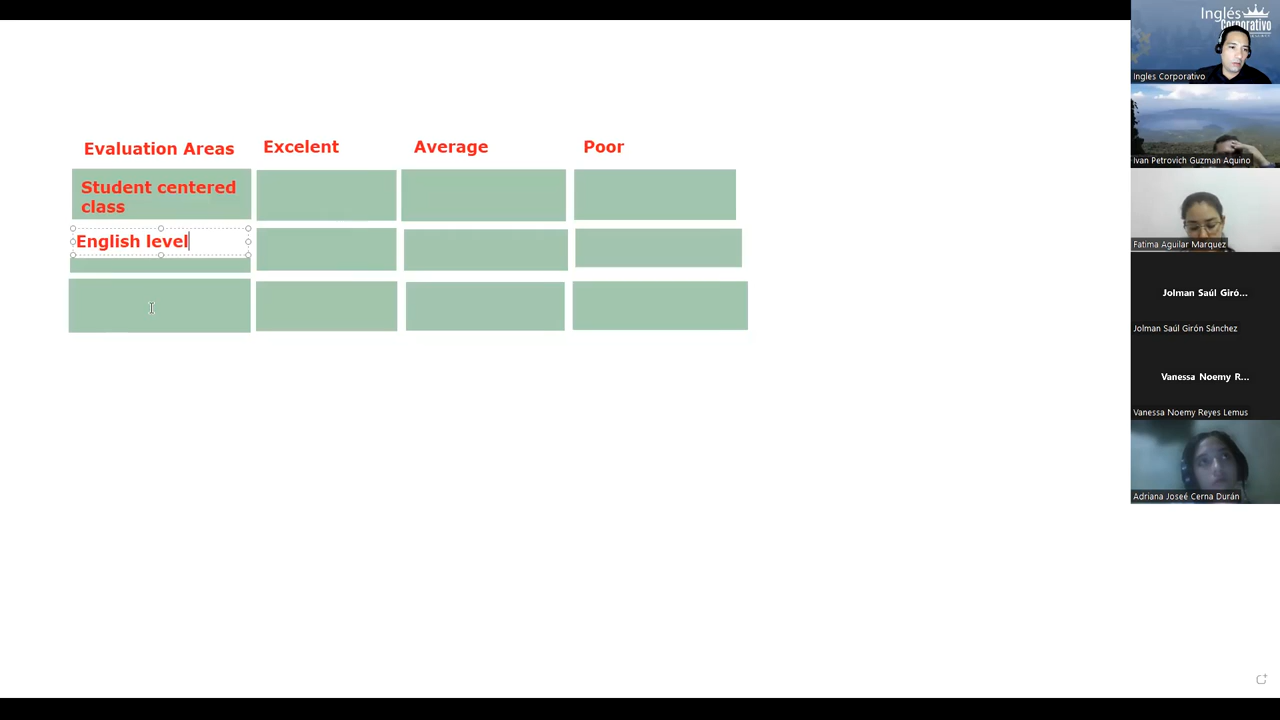 Evaluation Areas Excelent Average Poor
Student centered
class
English level
Inglés
Corporativo
Ingles Corporativo
Ivan Petrovich Guzman Aquino
Fatima Aguilar Marquez
Jolman Saúl Giró...
Jolman Saúl Girón Sánchez
Vanessa Noemy R...
Vanessa Noemy Reyes Lemus
Adriana Joseé Cerna Durán